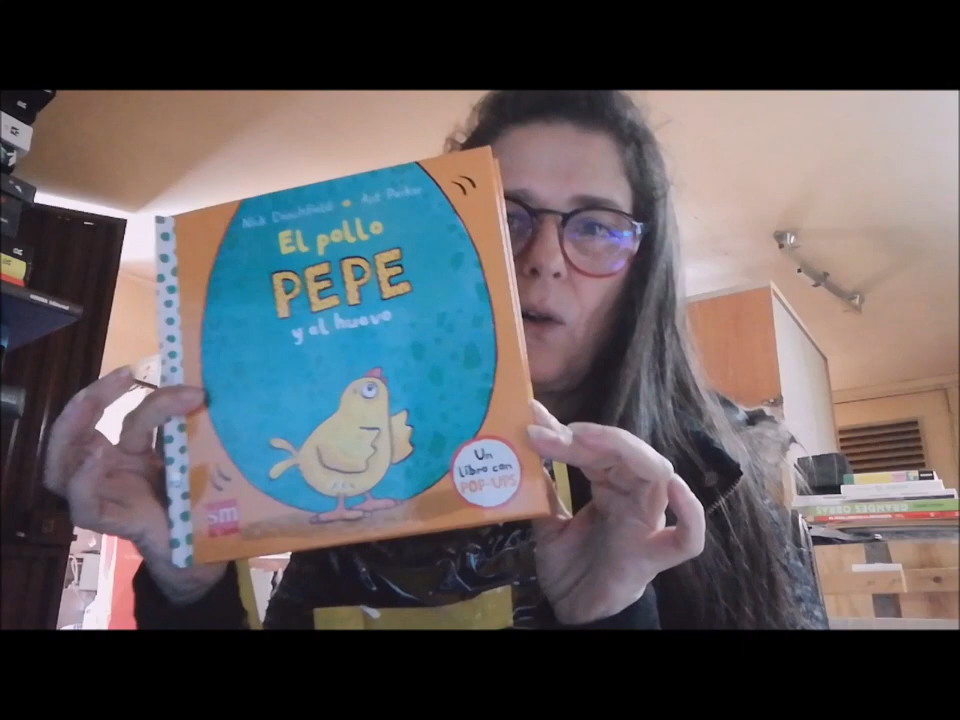 Nick Denchfield • Ant Parker
El pollo
PEPE
y el huevo
Un
libro con
POP-UPS
sm
GRANDES OBRAS